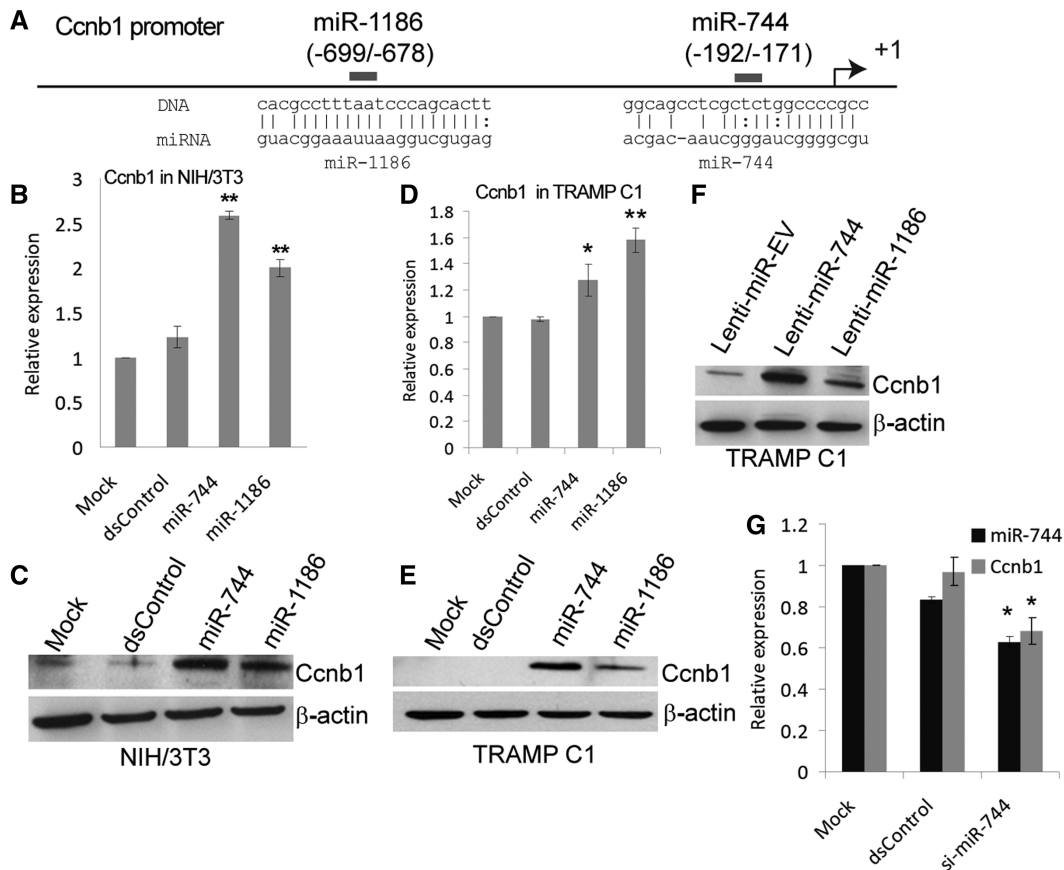 A
Ccnb1 promoter
miR-1186
(-699/-678)
miR-744
(-192/-171)
+1
DNA
cacgcctttaatcccagcactt
ggcagcctcgctctggccccgcc
miRNA
guacggaaauuaaggucgugag
acgac-aaucgggaucggggcgu
miR-1186
miR-744
B
Ccnb1 in NIH/3T3
Relative expression
3
2.5
2
1.5
1
0.5
0
**
**
Mock
dsControl
miR-744
miR-1186
D
Ccnb1 in TRAMP C1
Relative expression
1.8
1.6
1.4
1.2
1
0.8
0.6
0.4
0.2
0
*
**
Mock
dsControl
miR-744
miR-1186
F
Lenti-miR-EV
Lenti-miR-744
Lenti-miR-1186
Ccnb1
β-actin
TRAMP C1
C
Mock
dsControl
miR-744
miR-1186
Ccnb1
β-actin
NIH/3T3
E
Mock
dsControl
miR-744
miR-1186
Ccnb1
β-actin
TRAMP C1
G
Relative expression
1.2
1
0.8
0.6
0.4
0.2
0
miR-744
Ccnb1
*
*
Mock
dsControl
si-miR-744